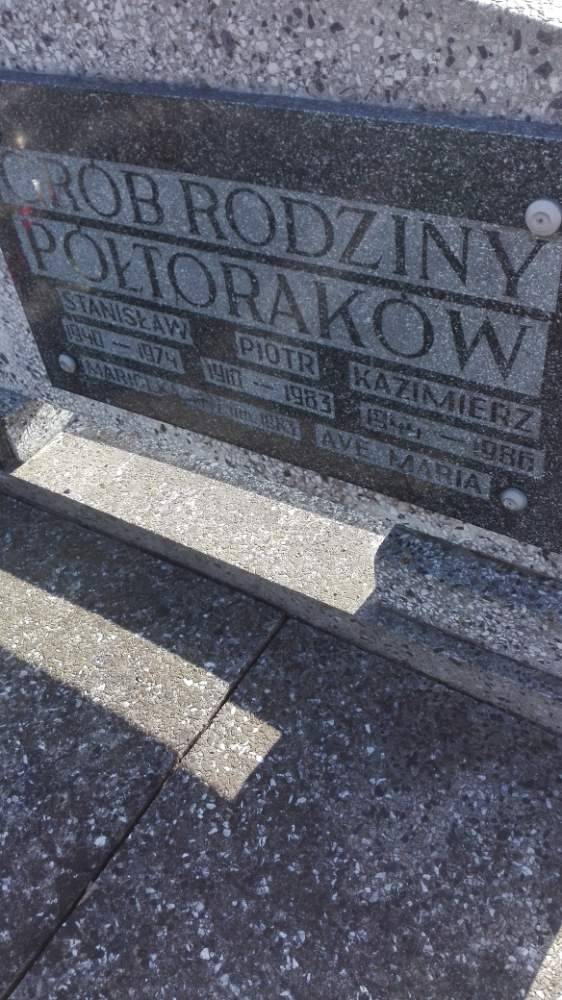 GRÓB RODZINY
PÓŁTORAKÓW
STANISŁAW PIOTR KAZIMIERZ
1940 — 1974 1910 — 1983 1944 — 1986
AVE MARIA